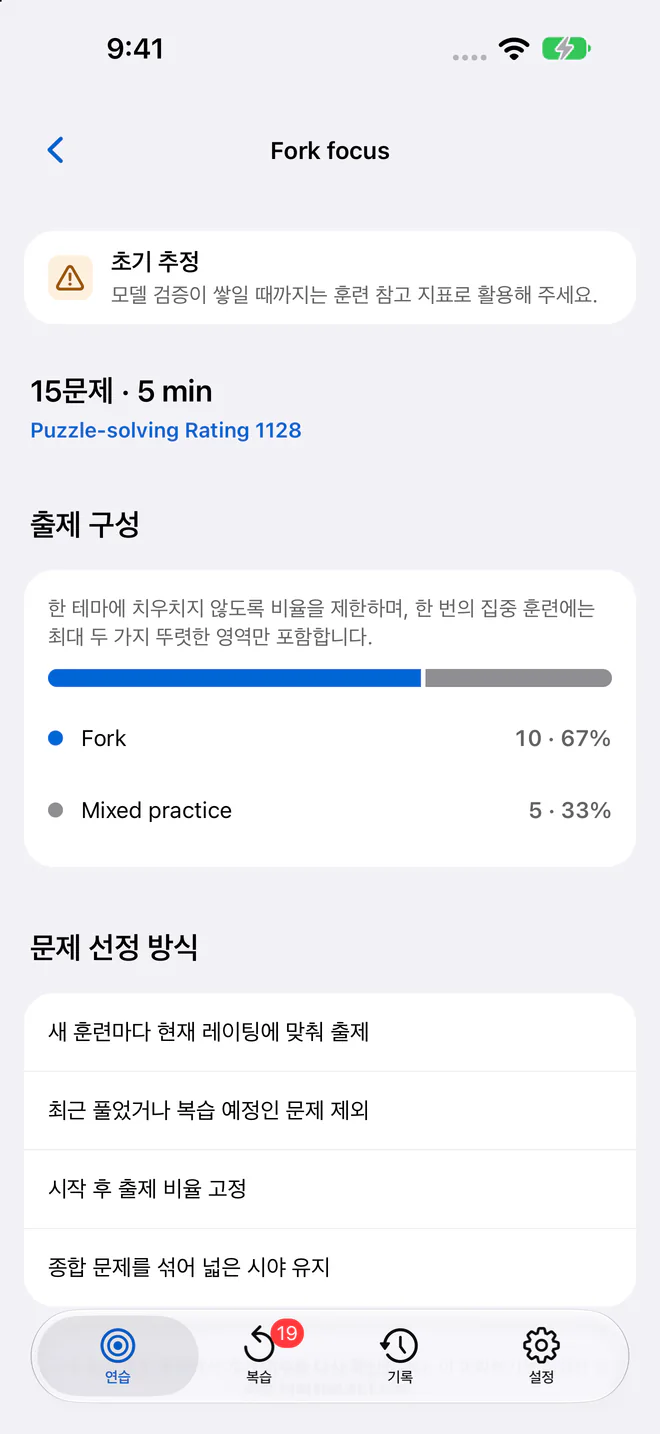 9:41
Fork focus
초기 추정
모델 검증이 쌓일 때까지는 훈련 참고 지표로 활용해 주세요.
15문제 · 5 min
Puzzle-solving Rating 1128
출제 구성
한 테마에 치우치지 않도록 비율을 제한하며, 한 번의 집중 훈련에는
최대 두 가지 뚜렷한 영역만 포함합니다.
Fork 10 · 67%
Mixed practice 5 · 33%
문제 선정 방식
새 훈련마다 현재 레이팅에 맞춰 출제
최근 풀었거나 복습 예정인 문제 제외
시작 후 출제 비율 고정
종합 문제를 섞어 넓은 시야 유지
19
연습 복습 기록 설정